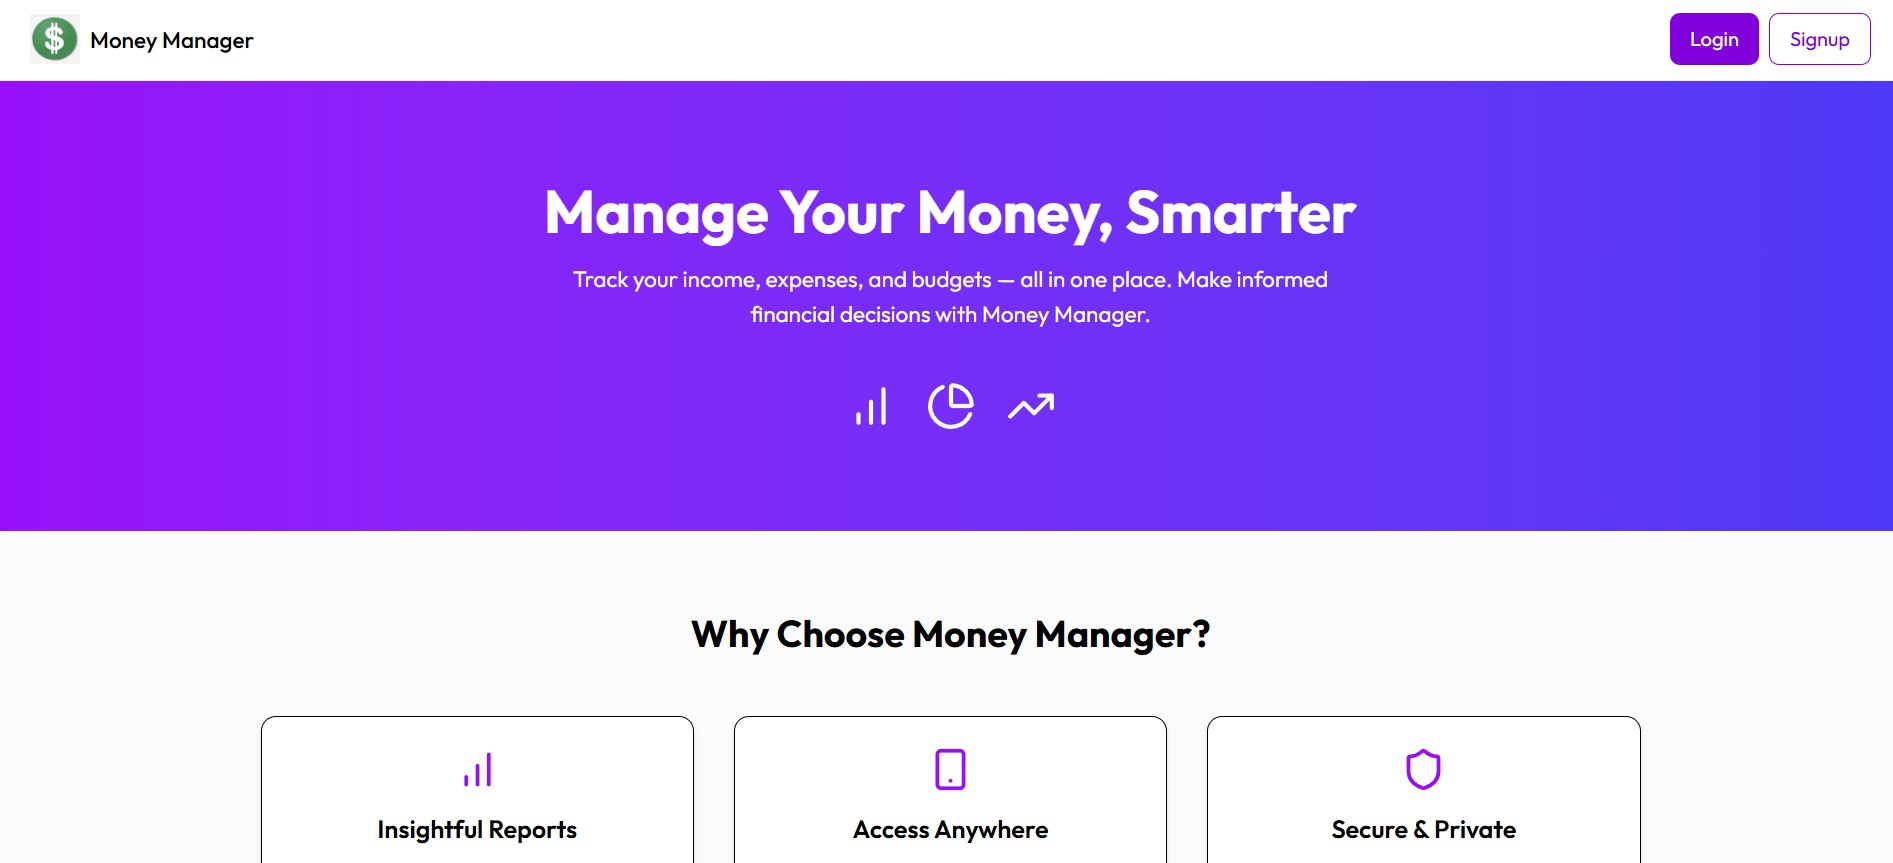 $
Money Manager
Login
Signup
Manage Your Money, Smarter
Track your income, expenses, and budgets — all in one place. Make informed
financial decisions with Money Manager.
Why Choose Money Manager?
Insightful Reports
Access Anywhere
Secure & Private